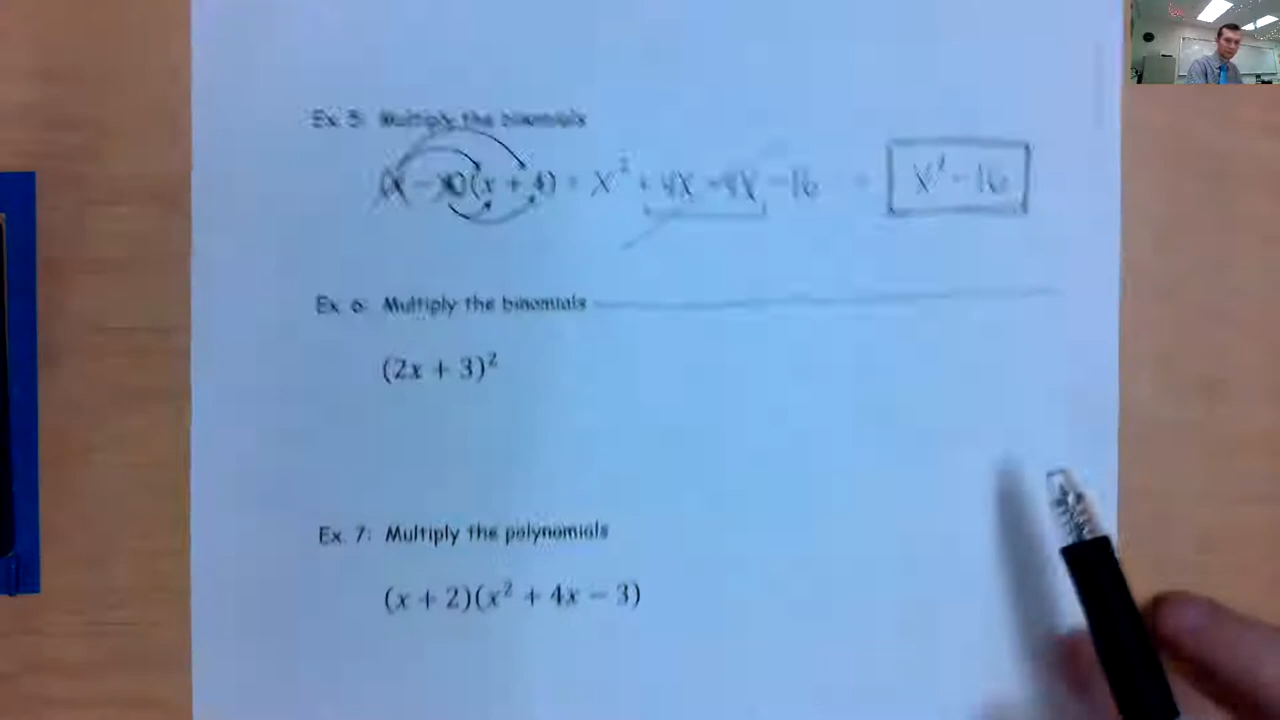 Ex. 5: Multiply the binomials
(x - 4)(x + 4) = x² + 4x - 4x - 16 = x² - 16
Ex. 6: Multiply the binomials
(2x + 3)²
Ex. 7: Multiply the polynomials
(x + 2)(x² + 4x - 3)